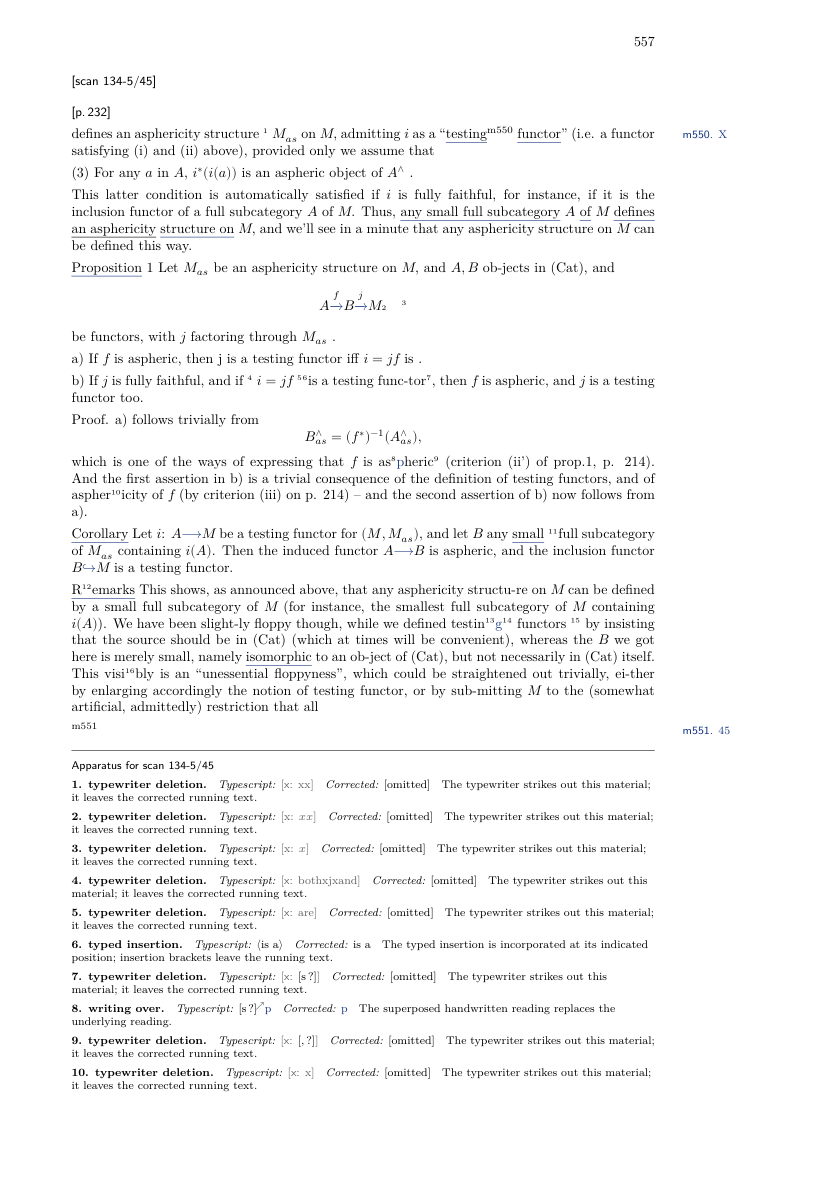 557
[scan 134-5/45]
[p. 232]
defines an asphericity structure ¹ M_as on M, admitting i as a “testing^m550 functor” (i.e. a functor
m550. X
satisfying (i) and (ii) above), provided only we assume that
(3) For any a in A, i*(i(a)) is an aspheric object of A^∧ .
This latter condition is automatically satisfied if i is fully faithful, for instance, if it is the
inclusion functor of a full subcategory A of M. Thus, any small full subcategory A of M defines
an asphericity structure on M, and we’ll see in a minute that any asphericity structure on M can
be defined this way.
Proposition 1 Let M_as be an asphericity structure on M, and A, B ob-jects in (Cat), and
A →^f B →^j M² ³
be functors, with j factoring through M_as .
a) If f is aspheric, then j is a testing functor iff i = jf is .
b) If j is fully faithful, and if ⁴ i = jf ⁵⁶is a testing func-tor⁷, then f is aspheric, and j is a testing
functor too.
Proof. a) follows trivially from
B^∧_as = (f*)⁻¹(A^∧_as),
which is one of the ways of expressing that f is as⁸pheric⁹ (criterion (ii’) of prop.1, p. 214).
And the first assertion in b) is a trivial consequence of the definition of testing functors, and of
aspher¹⁰icity of f (by criterion (iii) on p. 214) – and the second assertion of b) now follows from
a).
Corollary Let i: A⟶M be a testing functor for (M, M_as), and let B any small ¹¹full subcategory
of M_as containing i(A). Then the induced functor A⟶B is aspheric, and the inclusion functor
B↪M is a testing functor.
R¹²emarks This shows, as announced above, that any asphericity structu-re on M can be defined
by a small full subcategory of M (for instance, the smallest full subcategory of M containing
i(A)). We have been slight-ly floppy though, while we defined testin¹³g¹⁴ functors ¹⁵ by insisting
that the source should be in (Cat) (which at times will be convenient), whereas the B we got
here is merely small, namely isomorphic to an ob-ject of (Cat), but not necessarily in (Cat) itself.
This visi¹⁶bly is an “unessential floppyness”, which could be straightened out trivially, ei-ther
by enlarging accordingly the notion of testing functor, or by sub-mitting M to the (somewhat
artificial, admittedly) restriction that all
m551
m551. 45
Apparatus for scan 134-5/45
1. typewriter deletion. Typescript: [x: xx] Corrected: [omitted] The typewriter strikes out this material;
it leaves the corrected running text.
2. typewriter deletion. Typescript: [x: xx] Corrected: [omitted] The typewriter strikes out this material;
it leaves the corrected running text.
3. typewriter deletion. Typescript: [x: x] Corrected: [omitted] The typewriter strikes out this material;
it leaves the corrected running text.
4. typewriter deletion. Typescript: [x: bothxjxand] Corrected: [omitted] The typewriter strikes out this
material; it leaves the corrected running text.
5. typewriter deletion. Typescript: [x: are] Corrected: [omitted] The typewriter strikes out this material;
it leaves the corrected running text.
6. typed insertion. Typescript: ⟨is a⟩ Corrected: is a The typed insertion is incorporated at its indicated
position; insertion brackets leave the running text.
7. typewriter deletion. Typescript: [x: [s ?]] Corrected: [omitted] The typewriter strikes out this
material; it leaves the corrected running text.
8. writing over. Typescript: [s ?]↗p Corrected: p The superposed handwritten reading replaces the
underlying reading.
9. typewriter deletion. Typescript: [x: [, ?]] Corrected: [omitted] The typewriter strikes out this material;
it leaves the corrected running text.
10. typewriter deletion. Typescript: [x: x] Corrected: [omitted] The typewriter strikes out this material;
it leaves the corrected running text.